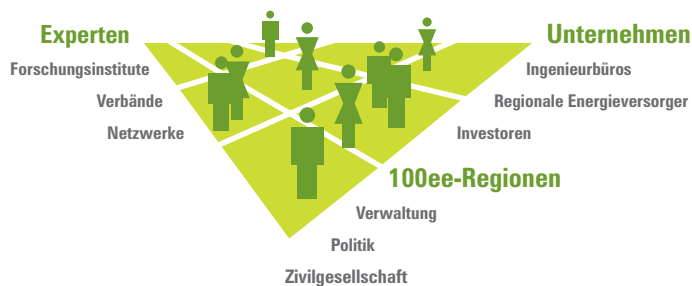 Experten
Forschungsinstitute
Verbände
Netzwerke
Unternehmen
Ingenieurbüros
Regionale Energieversorger
Investoren
100ee-Regionen
Verwaltung
Politik
Zivilgesellschaft